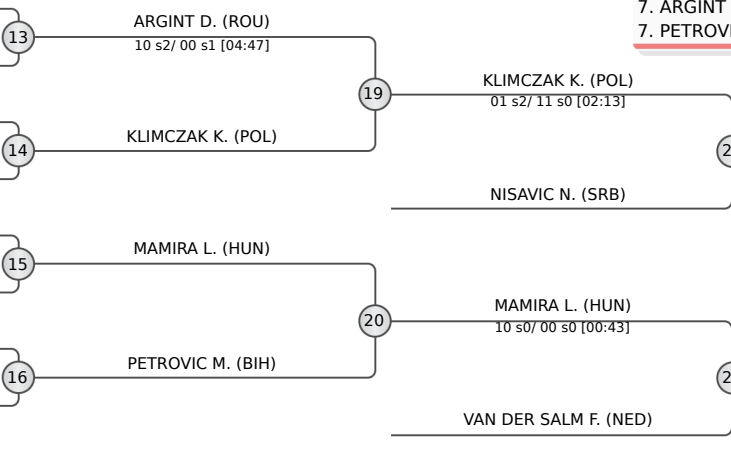 7. ARGINT
7.
13
ARGINT D. (ROU)
10 s2/ 00 s1 [04:47]
19
KLIMCZAK K. (POL)
01 s2/ 11 s0 [02:13]
14
KLIMCZAK K. (POL)
NISAVIC N. (SRB)
15
MAMIRA L. (HUN)
20
MAMIRA L. (HUN)
10 s0/ 00 s0 [00:43]
16
PETROVIC M. (BIH)
VAN DER SALM F. (NED)